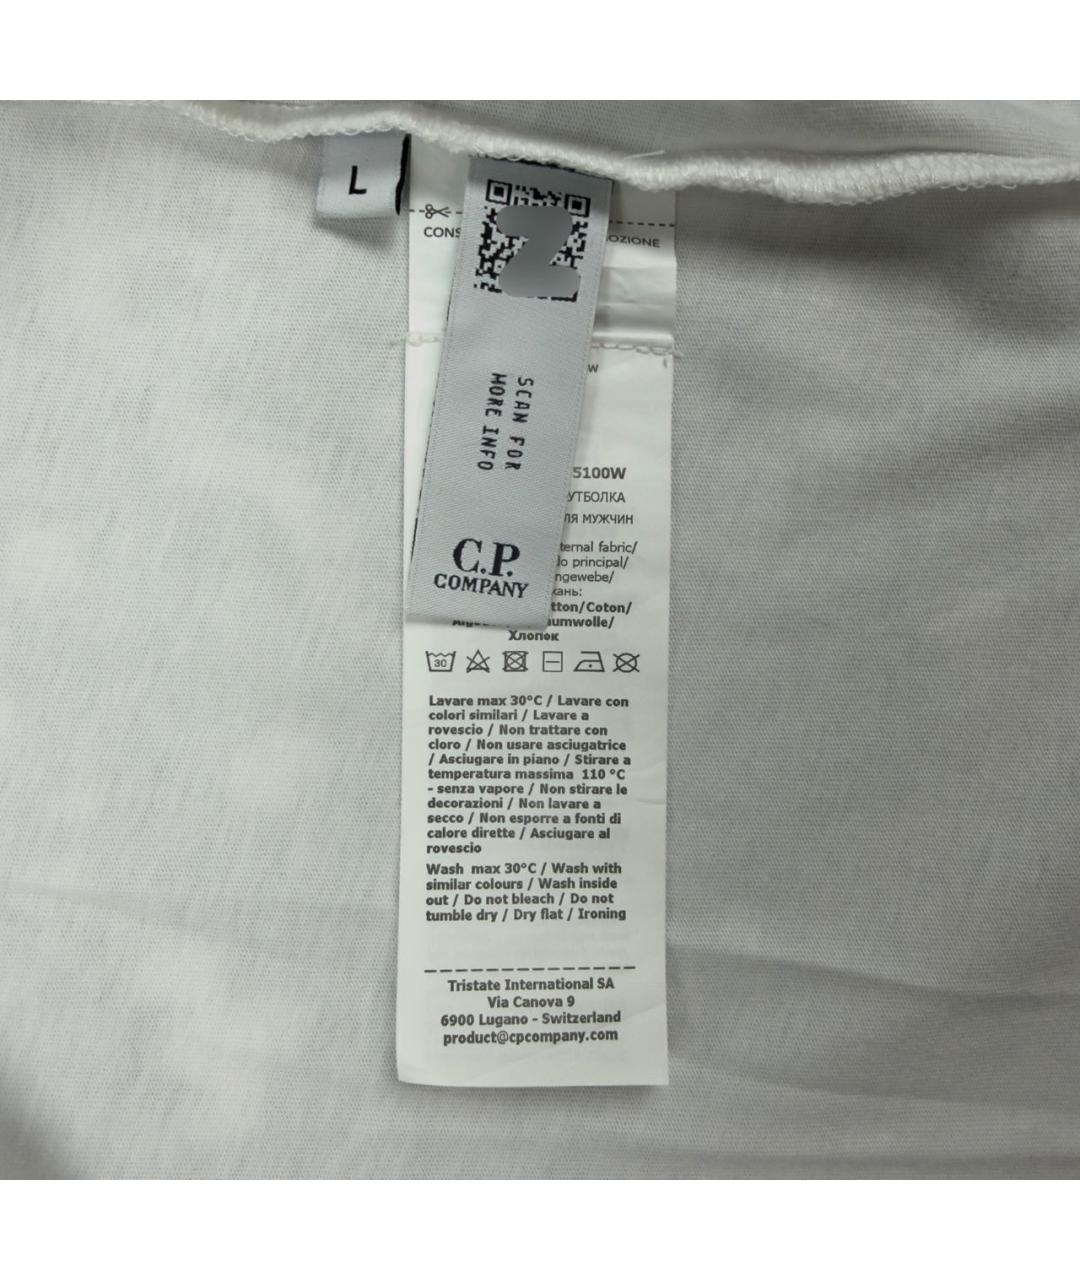 L
SCAN FOR
MORE INFO
C.P.
COMPANY
5100W
ЛЯ МУЖЧИН
ternal fabric/
lo principal/
ngewebe/
кань:
tton/Coton/
umwolle/
Хлопок
30
Lavare max 30°C / Lavare con
colori similari / Lavare a
rovescio / Non trattare con
cloro / Non usare asciugatrice
/ Asciugare in piano / Stirare a
temperatura massima 110 °C
- senza vapore / Non stirare le
decorazioni / Non lavare a
secco / Non esporre a fonti di
calore dirette / Asciugare al
rovescio
Wash max 30°C / Wash with
similar colours / Wash inside
out / Do not bleach / Do not
tumble dry / Dry flat / Ironing
Tristate International SA
Via Canova 9
6900 Lugano - Switzerland
product@cpcompany.com